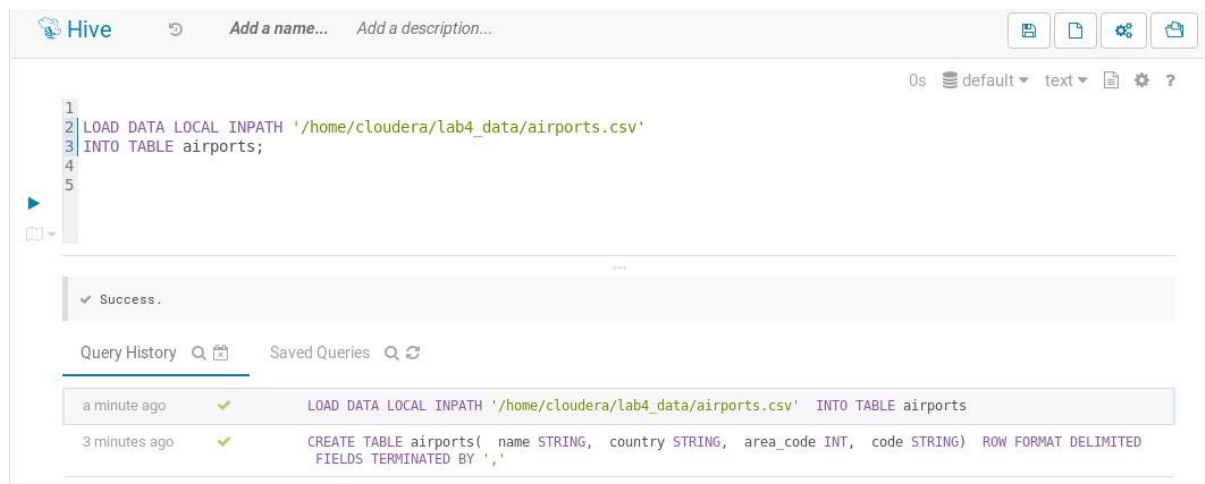 Hive Add a name... Add a description...
0s default text ?
1
2 LOAD DATA LOCAL INPATH '/home/cloudera/lab4_data/airports.csv'
3 INTO TABLE airports;
4
5
Success.
Query History Saved Queries
a minute ago LOAD DATA LOCAL INPATH '/home/cloudera/lab4_data/airports.csv' INTO TABLE airports
3 minutes ago CREATE TABLE airports( name STRING, country STRING, area_code INT, code STRING) ROW FORMAT DELIMITED
FIELDS TERMINATED BY ','